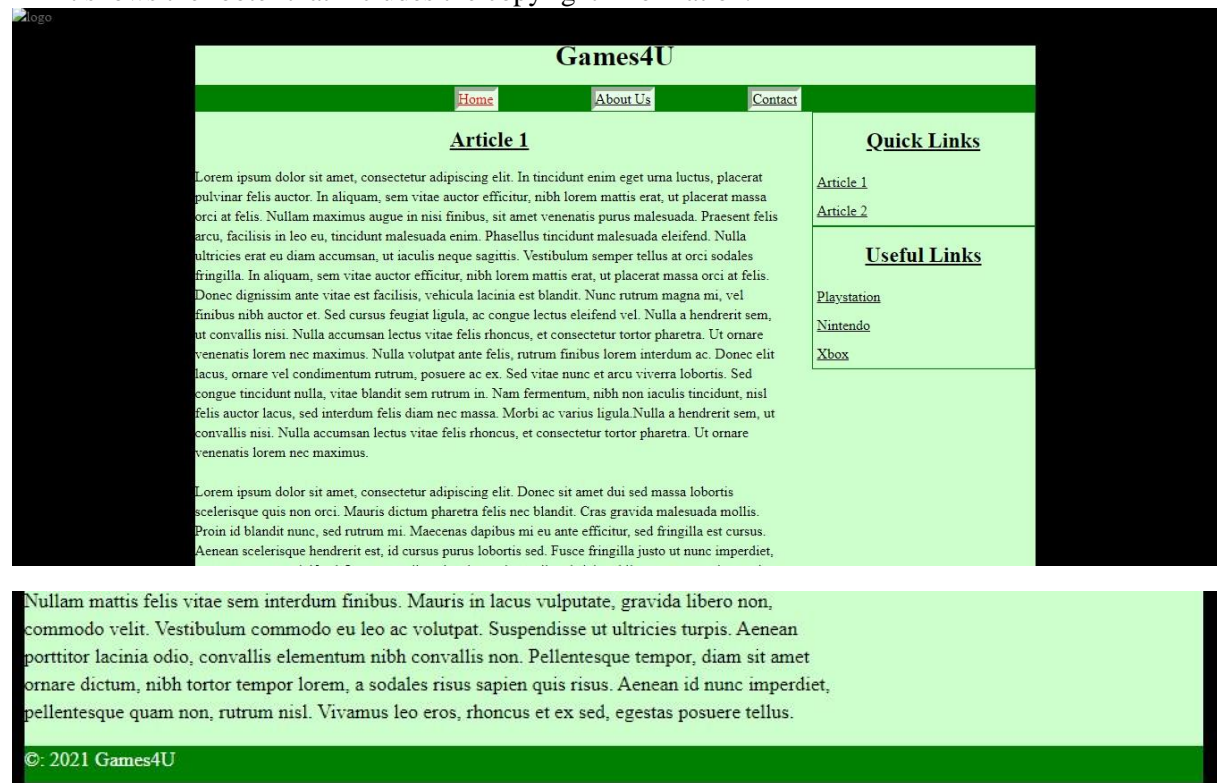 logo
Games4U
Home About Us Contact
Article 1
Lorem ipsum dolor sit amet, consectetur adipiscing elit. In tincidunt enim eget urna luctus, placerat
pulvinar felis auctor. In aliquam, sem vitae auctor efficitur, nibh lorem mattis erat, ut placerat massa
orci at felis. Nullam maximus augue in nisi finibus, sit amet venenatis purus malesuada. Praesent felis
arcu, facilisis in leo eu, tincidunt malesuada enim. Phasellus tincidunt malesuada eleifend. Nulla
ultricies erat eu diam accumsan, ut iaculis neque sagittis. Vestibulum semper tellus at orci sodales
fringilla. In aliquam, sem vitae auctor efficitur, nibh lorem mattis erat, ut placerat massa orci at felis.
Donec dignissim ante vitae est facilisis, vehicula lacinia est blandit. Nunc rutrum magna mi, vel
finibus nibh auctor et. Sed cursus feugiat ligula, ac congue lectus eleifend vel. Nulla a hendrerit sem,
ut convallis nisi. Nulla accumsan lectus vitae felis rhoncus, et consectetur tortor pharetra. Ut ornare
venenatis lorem nec maximus. Nulla volutpat ante felis, rutrum finibus lorem interdum ac. Donec elit
lacus, ornare vel condimentum rutrum, posuere ac ex. Sed vitae nunc et arcu viverra lobortis. Sed
congue tincidunt nulla, vitae blandit sem rutrum in. Nam fermentum, nibh non iaculis tincidunt, nisl
felis auctor lacus, sed interdum felis diam nec massa. Morbi ac varius ligula.Nulla a hendrerit sem, ut
convallis nisi. Nulla accumsan lectus vitae felis rhoncus, et consectetur tortor pharetra. Ut ornare
venenatis lorem nec maximus.
Lorem ipsum dolor sit amet, consectetur adipiscing elit. Donec sit amet dui sed massa lobortis
scelerisque quis non orci. Mauris dictum pharetra felis nec blandit. Cras gravida malesuada mollis.
Proin id blandit nunc, sed rutrum mi. Maecenas dapibus mi eu ante efficitur, sed fringilla est cursus.
Aenean scelerisque hendrerit est, id cursus purus lobortis sed. Fusce fringilla justo ut nunc imperdiet,
Quick Links
Article 1
Article 2
Useful Links
Playstation
Nintendo
Xbox
Nullam mattis felis vitae sem interdum finibus. Mauris in lacus vulputate, gravida libero non,
commodo velit. Vestibulum commodo eu leo ac volutpat. Suspendisse ut ultricies turpis. Aenean
porttitor lacinia odio, convallis elementum nibh convallis non. Pellentesque tempor, diam sit amet
ornare dictum, nibh tortor tempor lorem, a sodales risus sapien quis risus. Aenean id nunc imperdiet,
pellentesque quam non, rutrum nisl. Vivamus leo eros, rhoncus et ex sed, egestas posuere tellus.
©: 2021 Games4U